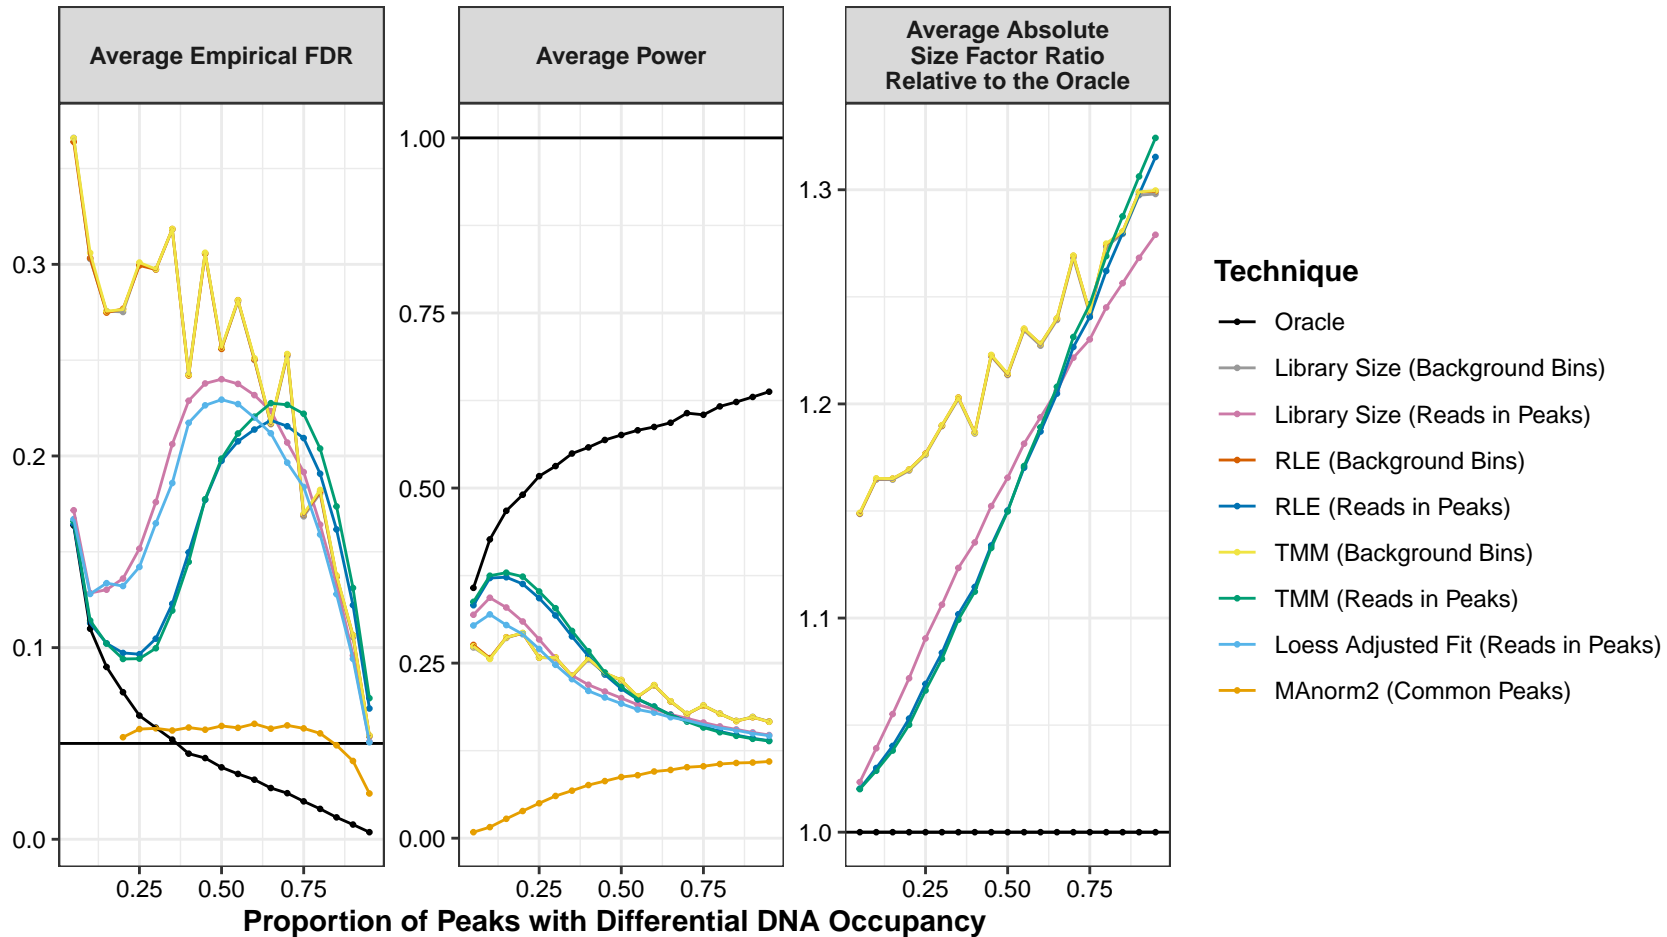 Average Empirical FDR
Average Power
Average Absolute
Size Factor Ratio
Relative to the Oracle
0.3
0.2
0.1
0.0
0.25 0.50 0.75
1.00
0.75
0.50
0.25
0.00
0.25 0.50 0.75
1.3
1.2
1.1
1.0
0.25 0.50 0.75
Proportion of Peaks with Differential DNA Occupancy
Technique
Oracle
Library Size (Background Bins)
Library Size (Reads in Peaks)
RLE (Background Bins)
RLE (Reads in Peaks)
TMM (Background Bins)
TMM (Reads in Peaks)
Loess Adjusted Fit (Reads in Peaks)
MAnorm2 (Common Peaks)